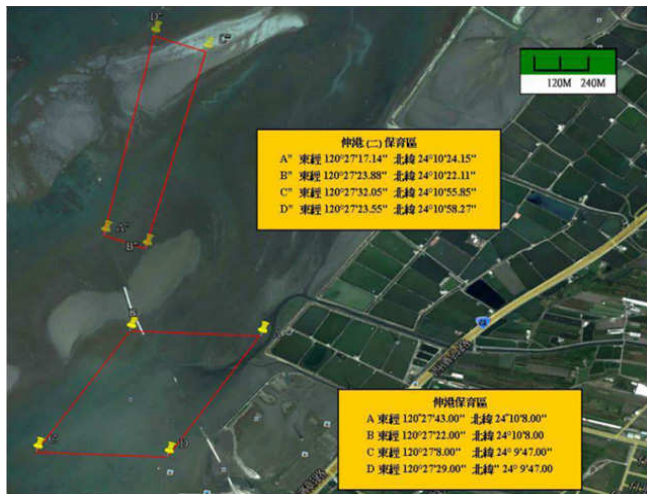 D"
C"
120M 240M
伸港 (二) 保育區
A" 東經 120°27'17.14" 北緯 24°10'24.15"
B" 東經 120°27'23.88" 北緯 24°10'22.11"
C" 東經 120°27'32.05" 北緯 24°10'55.85"
D" 東經 120°27'23.55" 北緯 24°10'58.27"
A"
B"
B
C
D
伸港保育區
A 東經 120°27'43.00" 北緯 24°10'8.00"
B 東經 120°27'22.00" 北緯 24°10'8.00
C 東經 120°27'8.00" 北緯 24° 9'47.00"
D 東經 120°27'29.00" 北緯" 24° 9'47.00